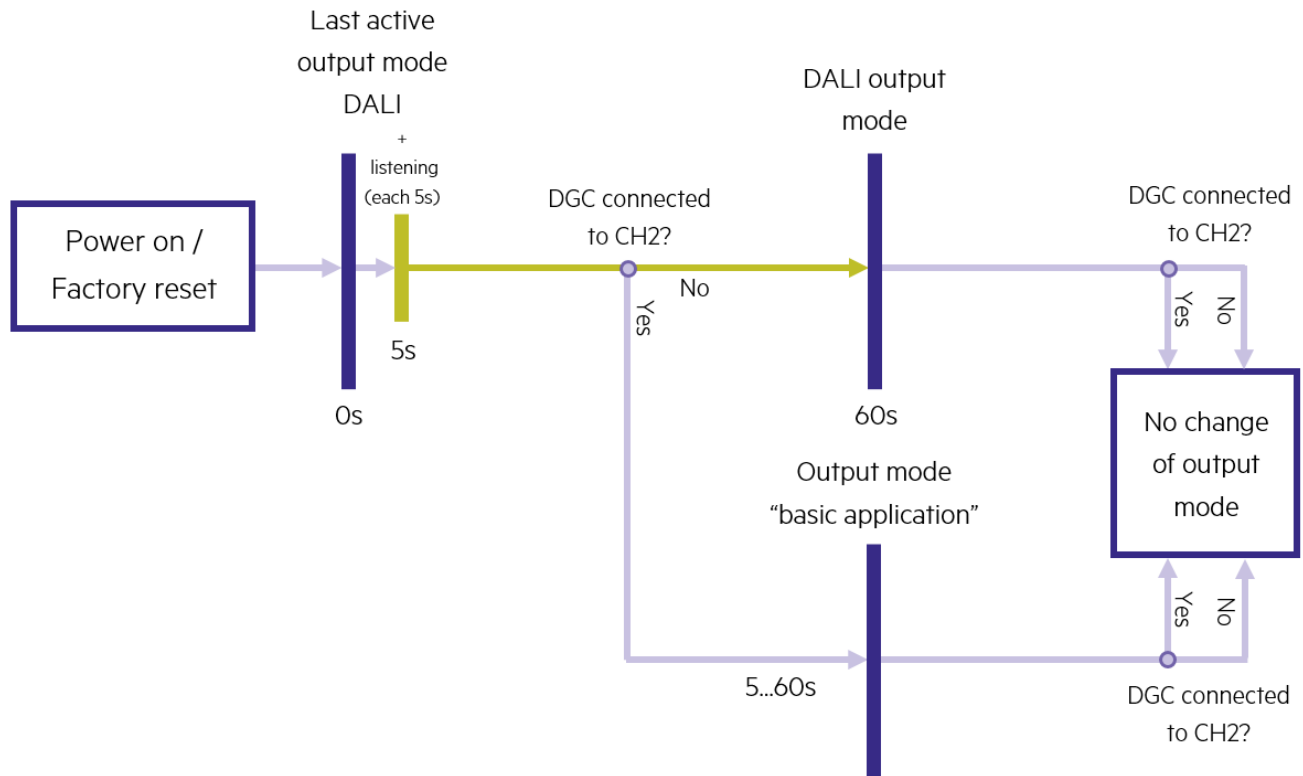 Last active
output mode
DALI
+
listening
(each 5s)
Power on /
Factory reset
0s
5s
DGC connected
to CH2?
No
Yes
DALI output
mode
60s
DGC connected
to CH2?
Yes
No
No change
of output
mode
Output mode
“basic application”
5...60s
Yes
No
DGC connected
to CH2?